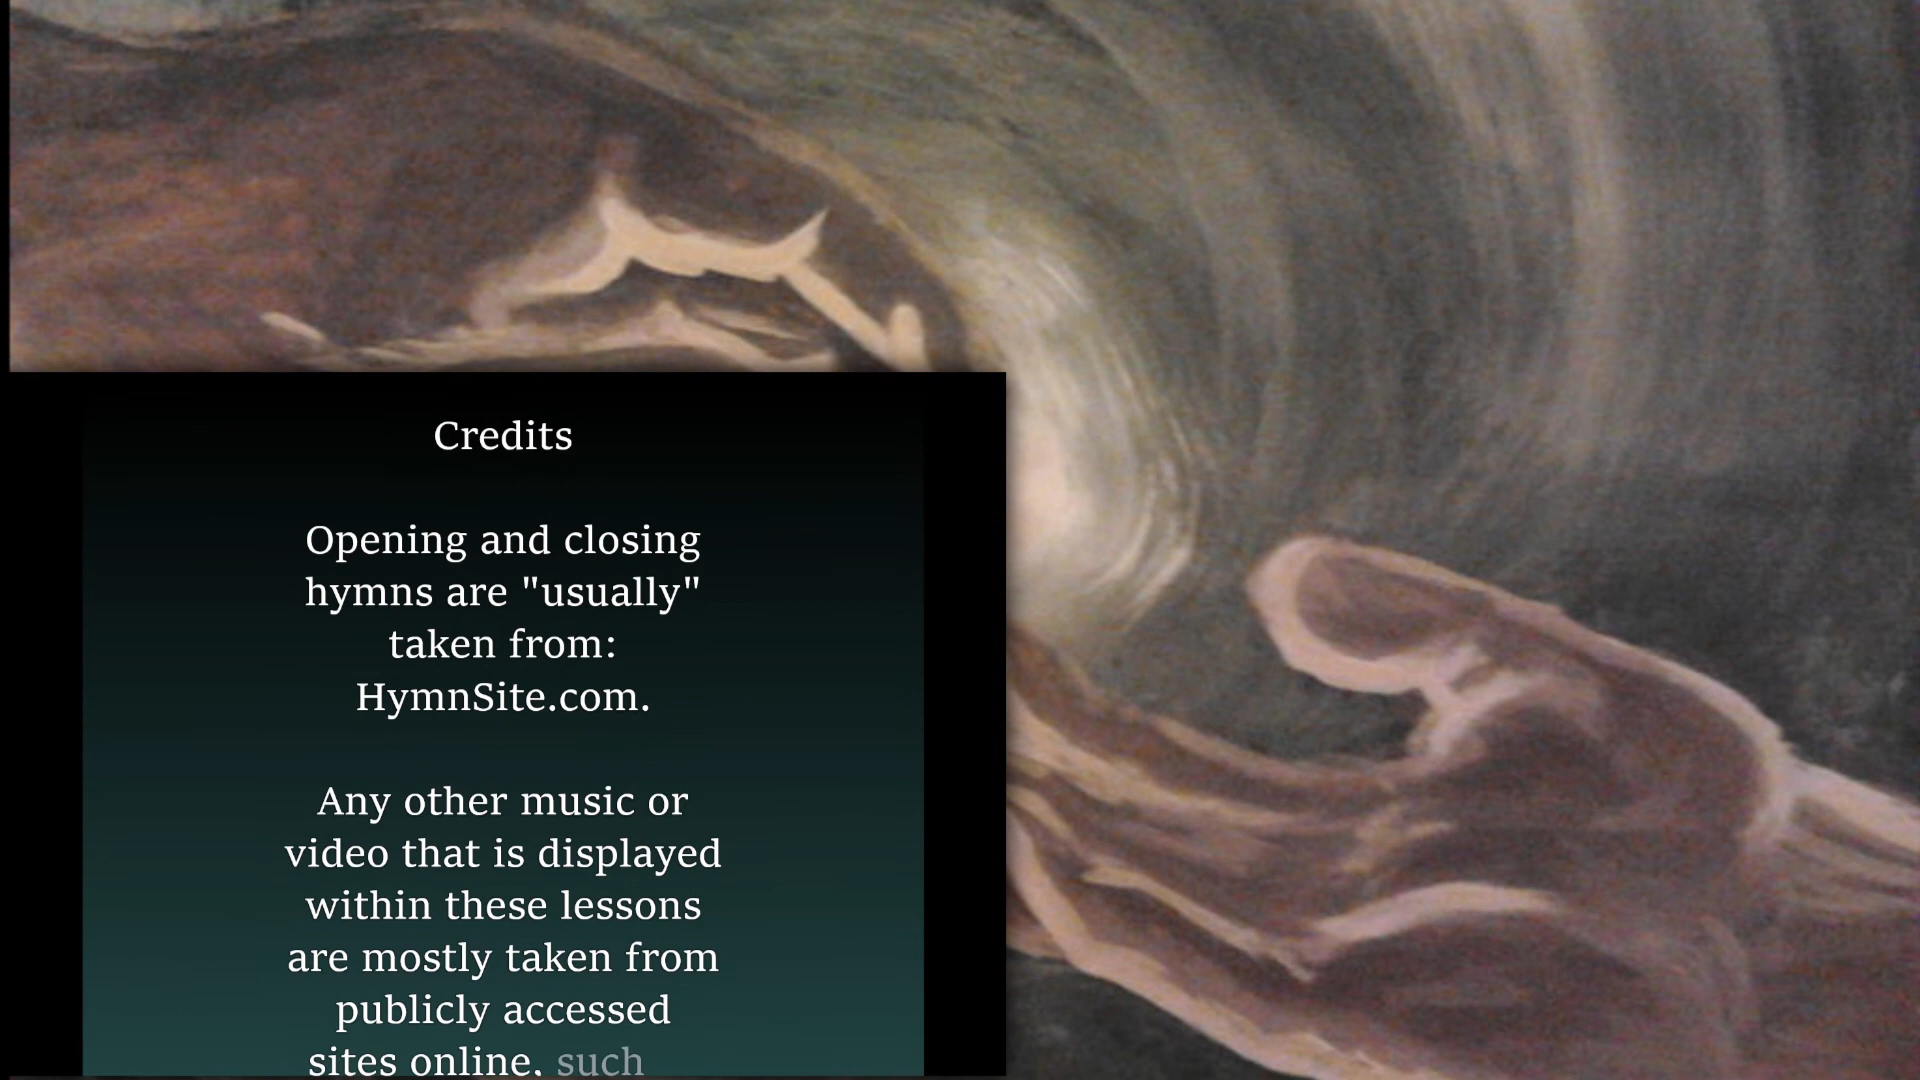 Credits
Opening and closing
hymns are "usually"
taken from:
HymnSite.com.
Any other music or
video that is displayed
within these lessons
are mostly taken from
publicly accessed
sites online, such